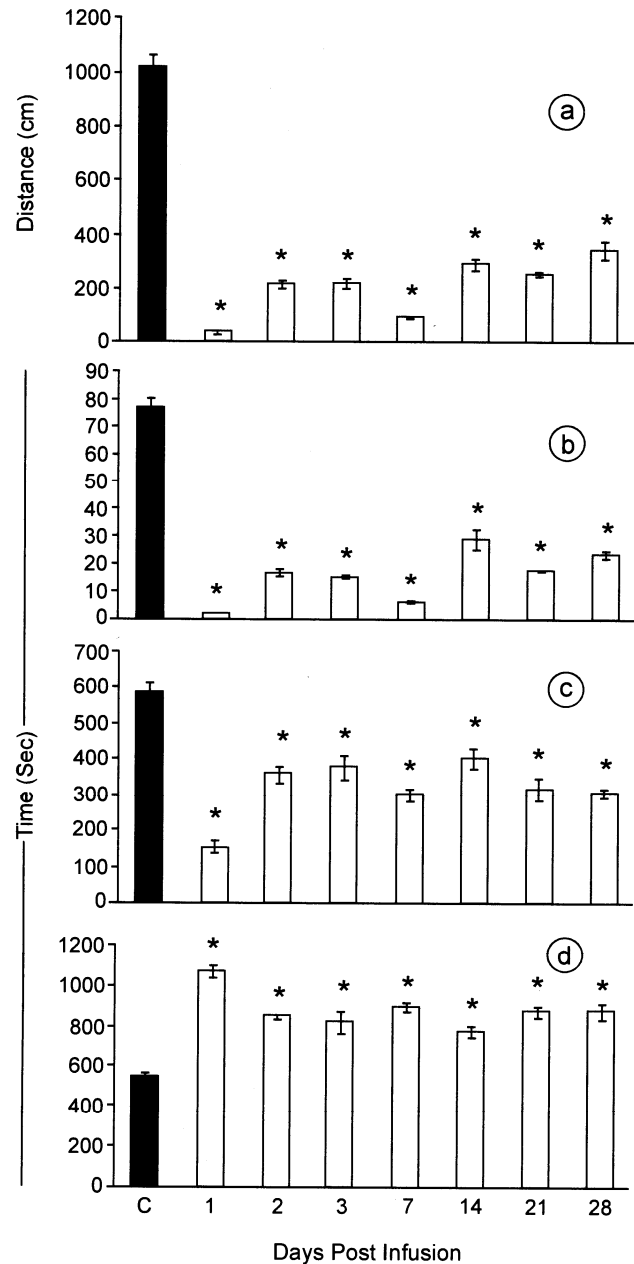 Distance (cm)
1200
1000
800
600
400
200
0
a
* * * * * * *
Time (Sec)
90
80
70
60
50
40
30
20
10
0
b
* * * * * * *
700
600
500
400
300
200
100
0
c
* * * * * * *
1200
1000
800
600
400
200
0
d
* * * * * * *
C 1 2 3 7 14 21 28
Days Post Infusion